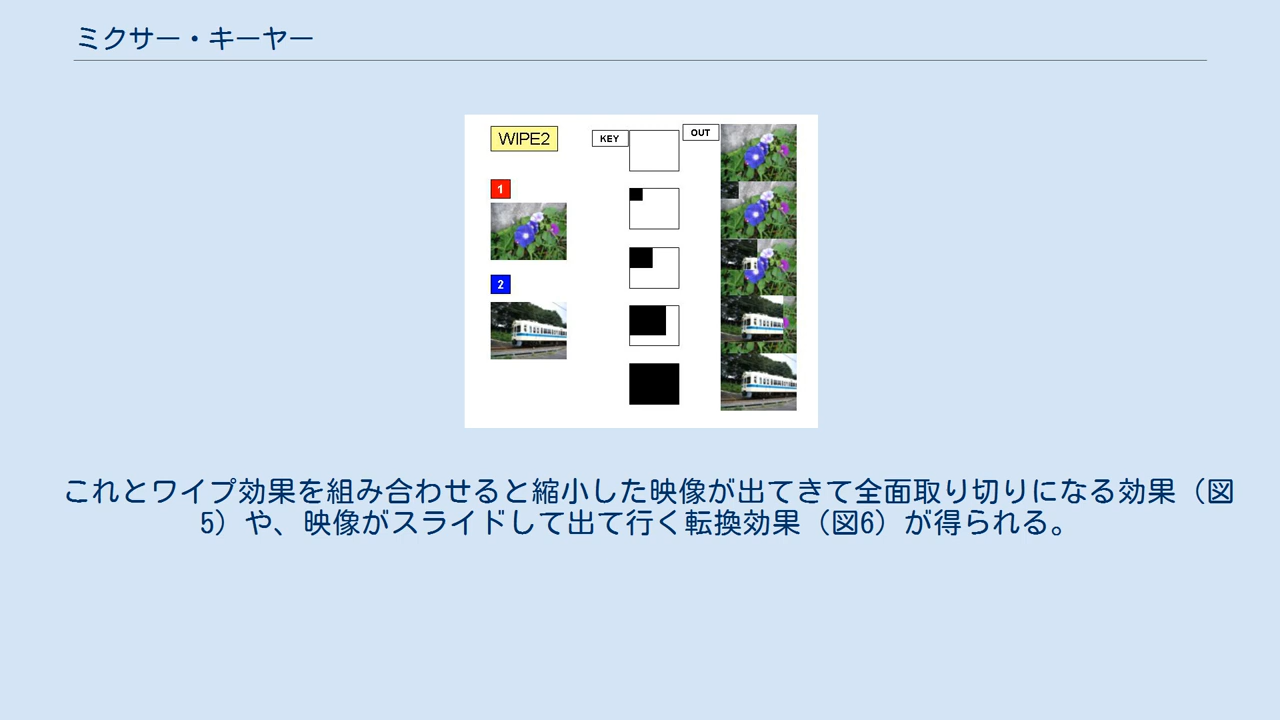 ミクサー・キーヤー
WIPE2
KEY
OUT
1
2
これとワイプ効果を組み合わせると縮小した映像が出てきて全面取り切りになる効果（図
5）や、映像がスライドして出て行く転換効果（図6）が得られる。